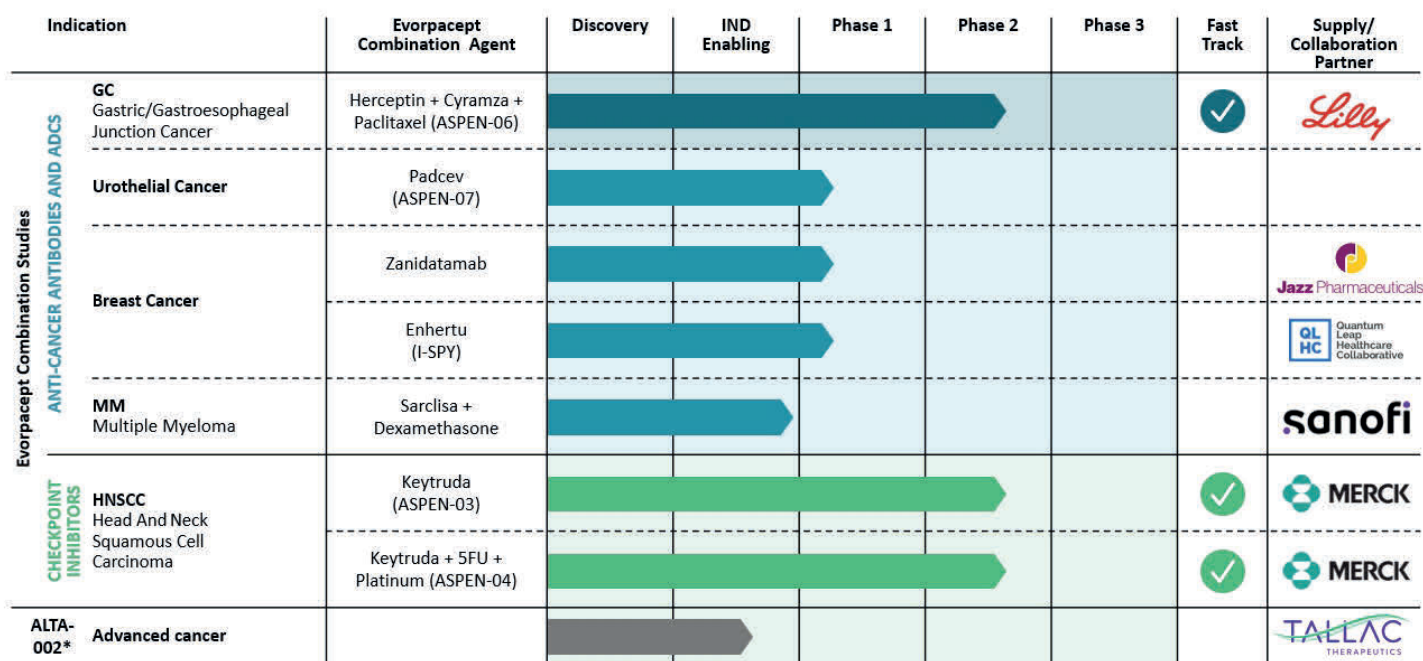 Indication
Evorpacept
Combination Agent
Discovery
IND
Enabling
Phase 1
Phase 2
Phase 3
Fast
Track
Supply/
Collaboration
Partner
Evorpacept Combination Studies
ANTI-CANCER ANTIBODIES AND ADCS
GC
Gastric/Gastroesophageal
Junction Cancer
Herceptin + Cyramza +
Paclitaxel (ASPEN-06)
Lilly
Urothelial Cancer
Padcev
(ASPEN-07)
Breast Cancer
Zanidatamab
Jazz Pharmaceuticals
Enhertu
(I-SPY)
QL
HC
Quantum
Leap
Healthcare
Collaborative
MM
Multiple Myeloma
Sarclisa +
Dexamethasone
sanofi
CHECKPOINT
INHIBITORS
HNSCC
Head And Neck
Squamous Cell
Carcinoma
Keytruda
(ASPEN-03)
MERCK
Keytruda + 5FU +
Platinum (ASPEN-04)
MERCK
ALTA-
002*
Advanced cancer
TALLAC
THERAPEUTICS